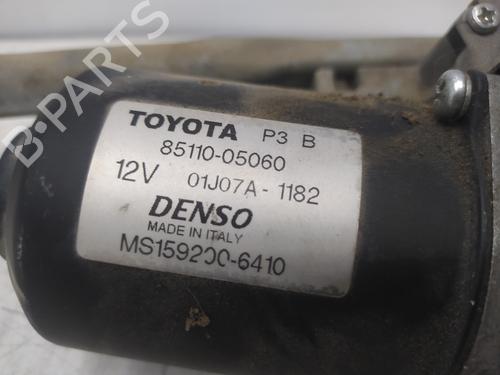 B-PARTS
TOYOTA P3 B
85110-05060
12V 01J07A-1182
DENSO
MADE IN ITALY
MS159200-6410